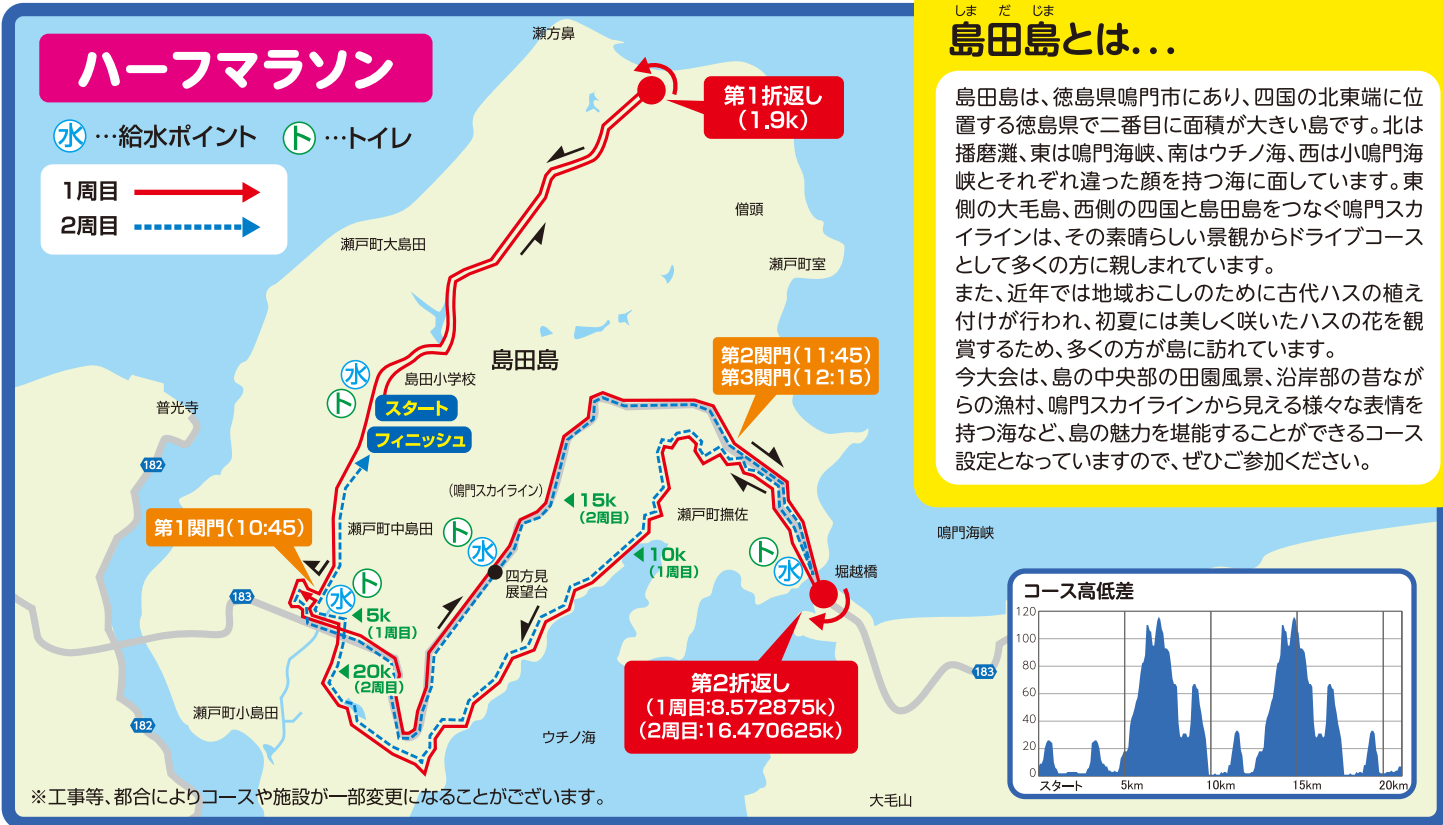 ハーフマラソン
水…給水ポイント ト…トイレ
1周目
2周目
瀬方鼻
第1折返し
(1.9k)
僧頭
瀬戸町大島田
瀬戸町室
島田島
水
ト
島田小学校
スタート
フィニッシュ
第2関門(11:45)
第3関門(12:15)
普光寺
182
(鳴門スカイライン)
15k
(2周目)
瀬戸町撫佐
第1関門(10:45)
瀬戸町中島田
ト
水
10k
(1周目)
ト
水
堀越橋
四方見
展望台
183
ト
水
5k
(1周目)
20k
(2周目)
第2折返し
(1周目:8.572875k)
(2周目:16.470625k)
瀬戸町小島田
182
ウチノ海
183
鳴門海峡
大毛山
※工事等、都合によりコースや施設が一部変更になることがございます。
しま だ じま
島田島とは...
島田島は、徳島県鳴門市にあり、四国の北東端に位
置する徳島県で二番目に面積が大きい島です。北は
播磨灘、東は鳴門海峡、南はウチノ海、西は小鳴門海
峡とそれぞれ違った顔を持つ海に面しています。東
側の大毛島、西側の四国と島田島をつなぐ鳴門スカ
イラインは、その素晴らしい景観からドライブコース
として多くの方に親しまれています。
また、近年では地域おこしのために古代ハスの植え
付けが行われ、初夏には美しく咲いたハスの花を観
賞するため、多くの方が島に訪れています。
今大会は、島の中央部の田園風景、沿岸部の昔なが
らの漁村、鳴門スカイラインから見える様々な表情を
持つ海など、島の魅力を堪能することができるコース
設定となっていますので、ぜひご参加ください。
コース高低差
120
100
80
60
40
20
0
スタート 5km 10km 15km 20km